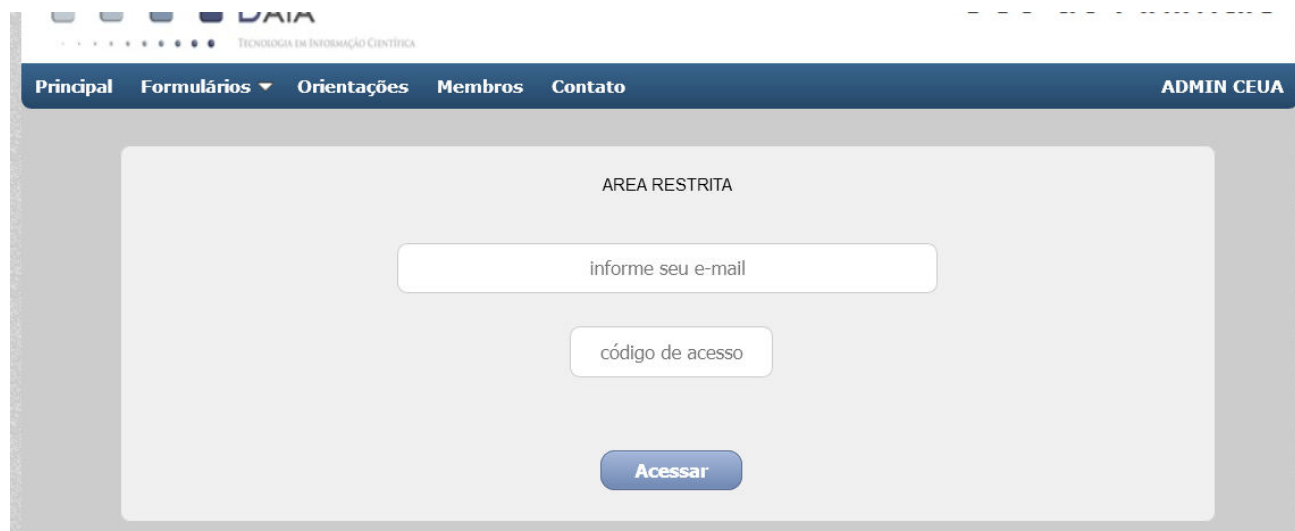 DAIA
TECNOLOGIA EM INFORMAÇÃO CIENTÍFICA
Principal Formulários Orientações Membros Contato ADMIN CEUA
AREA RESTRITA
informe seu e-mail
código de acesso
Acessar